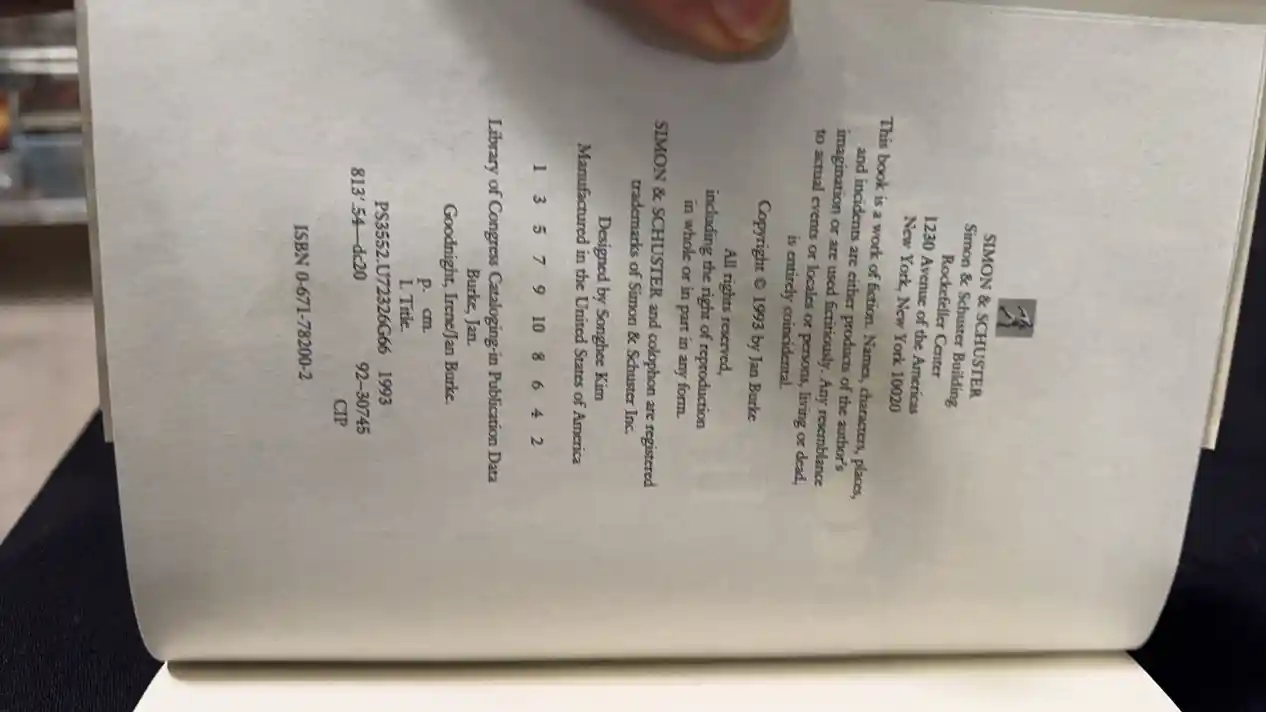 SIMON & SCHUSTER
Simon & Schuster Building
Rockefeller Center
1230 Avenue of the Americas
New York, New York 10020
This book is a work of fiction. Names, characters, places,
and incidents are either products of the author's
imagination or are used fictitiously. Any resemblance
to actual events or locales or persons, living or dead,
is entirely coincidental.
Copyright © 1993 by Jan Burke
All rights reserved,
including the right of reproduction
in whole or in part in any form.
SIMON & SCHUSTER and colophon are registered
trademarks of Simon & Schuster Inc.
Designed by Songhee Kim
Manufactured in the United States of America
1 3 5 7 9 10 8 6 4 2
Library of Congress Cataloging-in Publication Data
Burke, Jan.
Goodnight, Irene/Jan Burke.
p. cm.
I. Title.
PS3552.U77326G66 1993
813'.54—dc20 92-30745
CIP
ISBN 0-671-78200-2